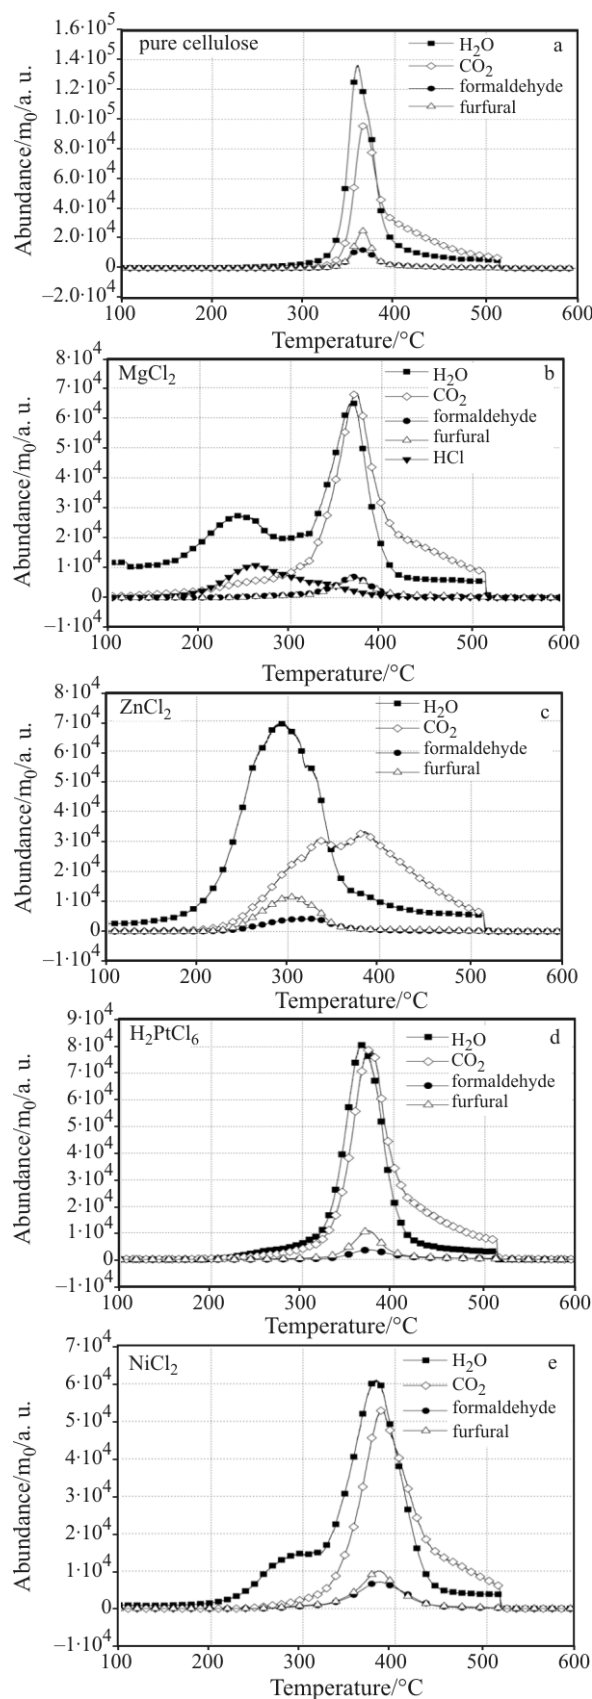 pure cellulose
a
H₂O
CO₂
formaldehyde
furfural
Abundance/m₀/a. u.
1.6·10⁵
1.4·10⁵
1.2·10⁵
1.0·10⁵
8.0·10⁴
6.0·10⁴
4.0·10⁴
2.0·10⁴
0
–2.0·10⁴
100 200 300 400 500 600
Temperature/°C
MgCl₂
b
H₂O
CO₂
formaldehyde
furfural
HCl
Abundance/m₀/a. u.
8·10⁴
7·10⁴
6·10⁴
5·10⁴
4·10⁴
3·10⁴
2·10⁴
1·10⁴
0
–1·10⁴
100 200 300 400 500 600
Temperature/°C
ZnCl₂
c
H₂O
CO₂
formaldehyde
furfural
Abundance/m₀/a. u.
8·10⁴
7·10⁴
6·10⁴
5·10⁴
4·10⁴
3·10⁴
2·10⁴
1·10⁴
0
–1·10⁴
100 200 300 400 500 600
Temperature/°C
H₂PtCl₆
d
H₂O
CO₂
formaldehyde
furfural
Abundance/m₀/a. u.
9·10⁴
8·10⁴
7·10⁴
6·10⁴
5·10⁴
4·10⁴
3·10⁴
2·10⁴
1·10⁴
0
–1·10⁴
100 200 300 400 500 600
Temperature/°C
NiCl₂
e
H₂O
CO₂
formaldehyde
furfural
Abundance/m₀/a. u.
7·10⁴
6·10⁴
5·10⁴
4·10⁴
3·10⁴
2·10⁴
1·10⁴
0
–1·10⁴
100 200 300 400 500 600
Temperature/°C